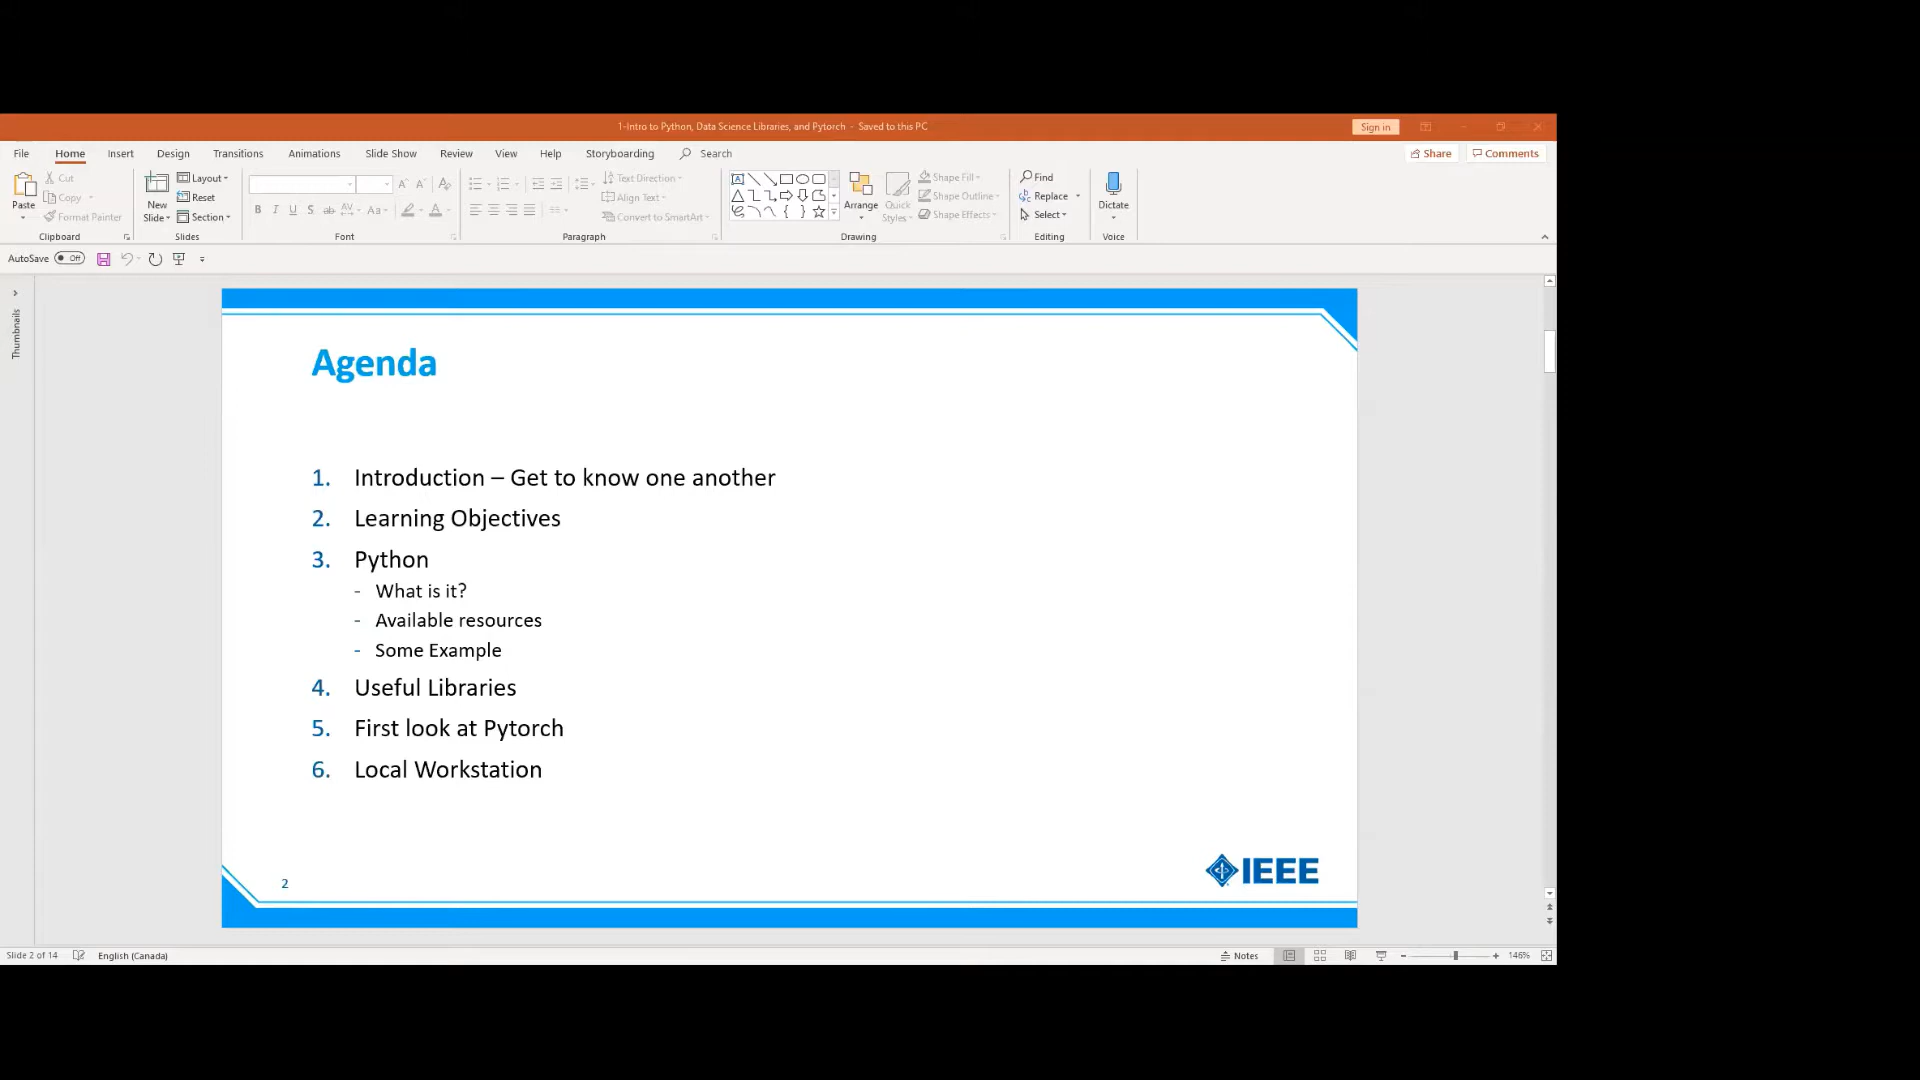 1-Intro to Python, Data Science Libraries, and Pytorch - Saved to this PC
Sign in
File Home Insert Design Transitions Animations Slide Show Review View Help Storyboarding Search
Share Comments
Paste
Cut
Copy
Format Painter
Clipboard
New Slide
Layout
Reset
Section
Slides
Font
Text Direction
Align Text
Convert to SmartArt
Paragraph
Arrange
Quick Styles
Shape Fill
Shape Outline
Shape Effects
Drawing
Find
Replace
Select
Editing
Dictate
Voice
AutoSave Off
Thumbnails
Agenda
1. Introduction – Get to know one another
2. Learning Objectives
3. Python
- What is it?
- Available resources
- Some Example
4. Useful Libraries
5. First look at Pytorch
6. Local Workstation
2
IEEE
Slide 2 of 14 English (Canada) Notes 146%